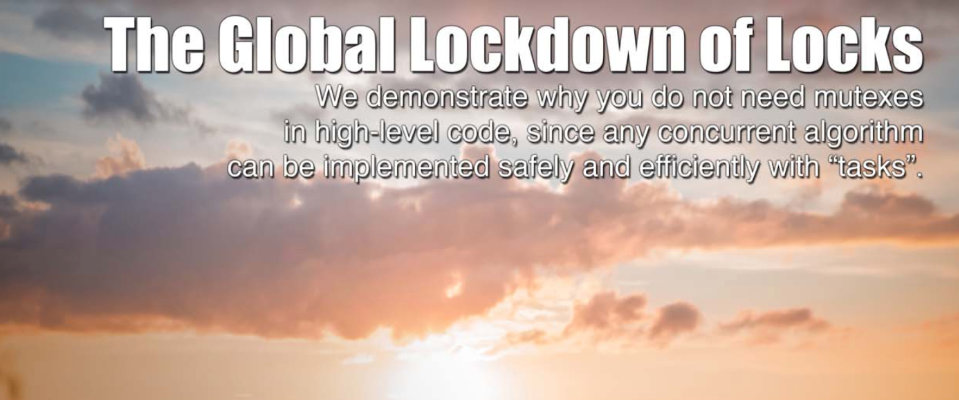 The Global Lockdown of Locks
We demonstrate why you do not need mutexes
in high-level code, since any concurrent algorithm
can be implemented safely and efficiently with “tasks”.